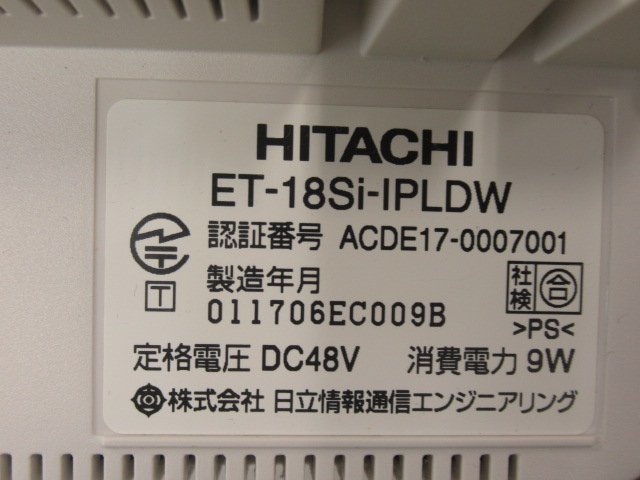 HITACHI
ET-18Si-IPLDW
認証番号 ACDE17-0007001
T
製造年月
011706EC009B
社検 合
>PS<
定格電圧 DC48V 消費電力 9W
株式会社 日立情報通信エンジニアリング